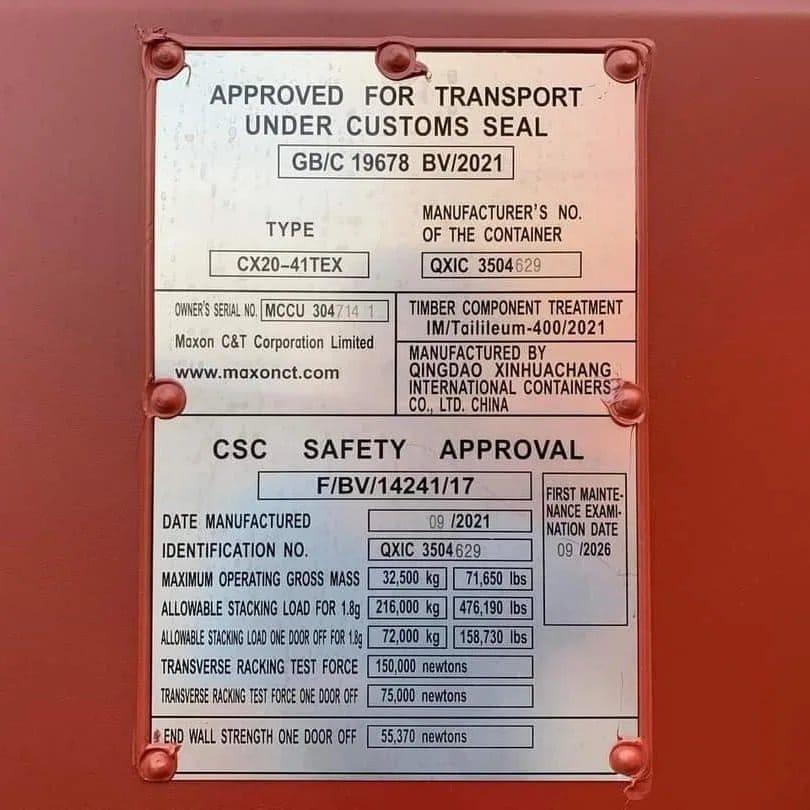 APPROVED FOR TRANSPORT
UNDER CUSTOMS SEAL
GB/C 19678 BV/2021
TYPE
CX20-41TEX
MANUFACTURER'S NO.
OF THE CONTAINER
QXIC 3504629
OWNER'S SERIAL NO. MCCU 304714 1
Maxon C&T Corporation Limited
www.maxonct.com
TIMBER COMPONENT TREATMENT
IM/Tailileum-400/2021
MANUFACTURED BY
QINGDAO XINHUACHANG
INTERNATIONAL CONTAINERS
CO., LTD. CHINA
CSC SAFETY APPROVAL
F/BV/14241/17
DATE MANUFACTURED 09 /2021
IDENTIFICATION NO. QXIC 3504629
MAXIMUM OPERATING GROSS MASS 32,500 kg 71,650 lbs
ALLOWABLE STACKING LOAD FOR 1.8g 216,000 kg 476,190 lbs
ALLOWABLE STACKING LOAD ONE DOOR OFF FOR 1.8g 72,000 kg 158,730 lbs
TRANSVERSE RACKING TEST FORCE 150,000 newtons
TRANSVERSE RACKING TEST FORCE ONE DOOR OFF 75,000 newtons
END WALL STRENGTH ONE DOOR OFF 55,370 newtons
FIRST MAINTE-
NANCE EXAMI-
NATION DATE
09 /2026